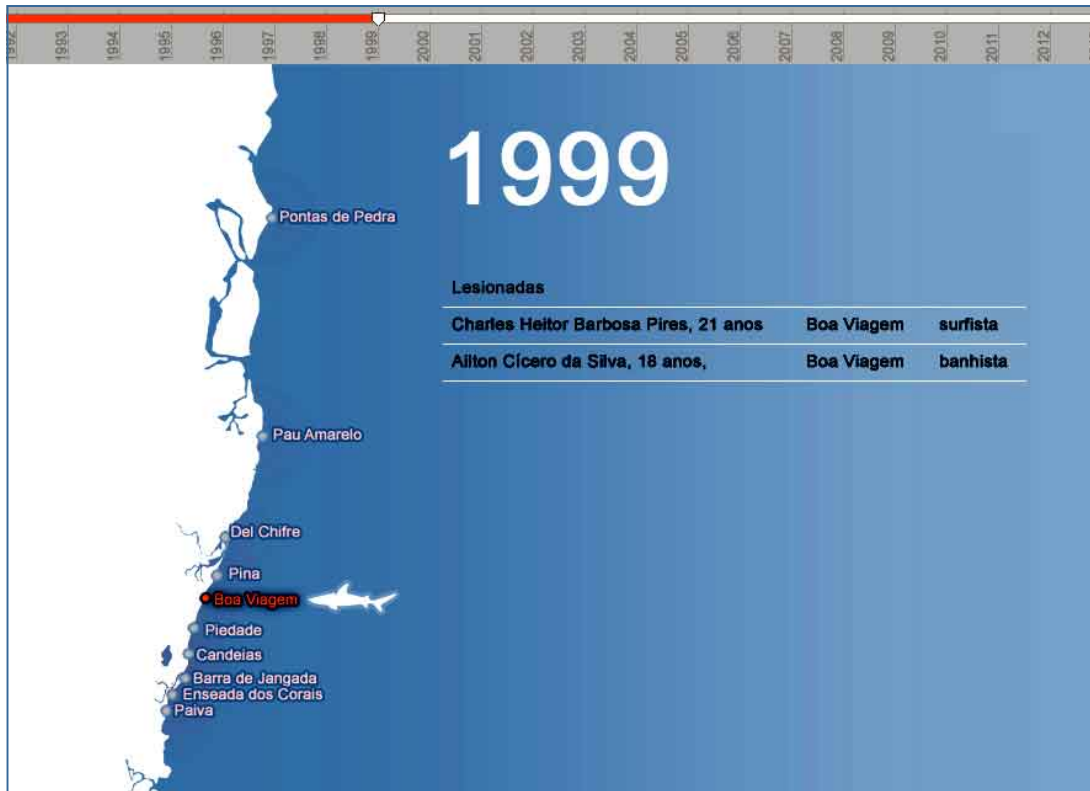 1992 1993 1994 1995 1996 1997 1998 1999 2000 2001 2002 2003 2004 2005 2006 2007 2008 2009 2010 2011 2012
1999
Pontas de Pedra
Lesionadas
Charles Heitor Barbosa Pires, 21 anos Boa Viagem surfista
Ailton Cícero da Silva, 18 anos, Boa Viagem banhista
Pau Amarelo
Del Chifre
Pina
Boa Viagem
Piedade
Candeias
Barra de Jangada
Enseada dos Corais
Paiva